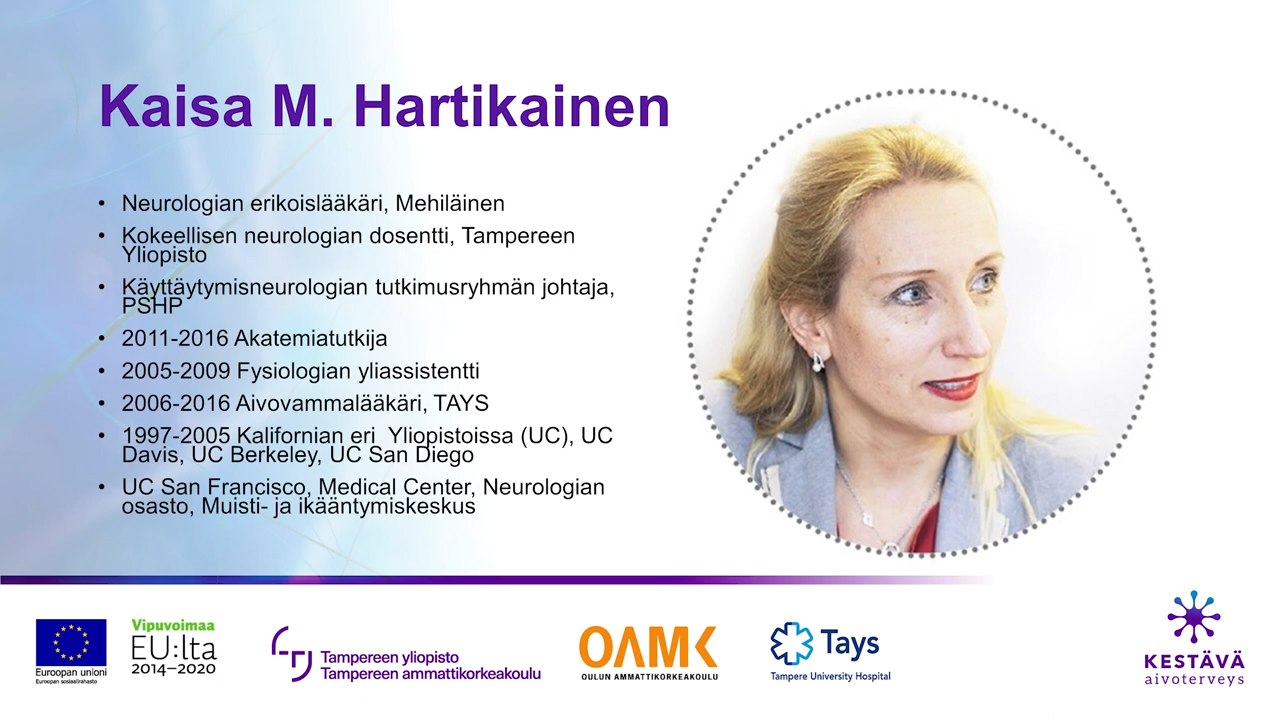 Kaisa M. Hartikainen
• Neurologian erikoislääkäri, Mehiläinen
• Kokeellisen neurologian dosentti, Tampereen
Yliopisto
• Käyttäytymisneurologian tutkimusryhmän johtaja,
PSHP
• 2011-2016 Akatemiatutkija
• 2005-2009 Fysiologian yliassistentti
• 2006-2016 Aivovammalääkäri, TAYS
• 1997-2005 Kalifornian eri  Yliopistoissa (UC), UC
Davis, UC Berkeley, UC San Diego
• UC San Francisco, Medical Center, Neurologian
osasto, Muisti- ja ikääntymiskeskus
Euroopan unioni
Euroopan sosiaalirahasto
Vipuvoimaa
EU:lta
2014–2020
Tampereen yliopisto
Tampereen ammattikorkeakoulu
OAMK
OULUN AMMATTIKORKEAKOULU
Tays
Tampere University Hospital
KESTÄVÄ
aivoterveys